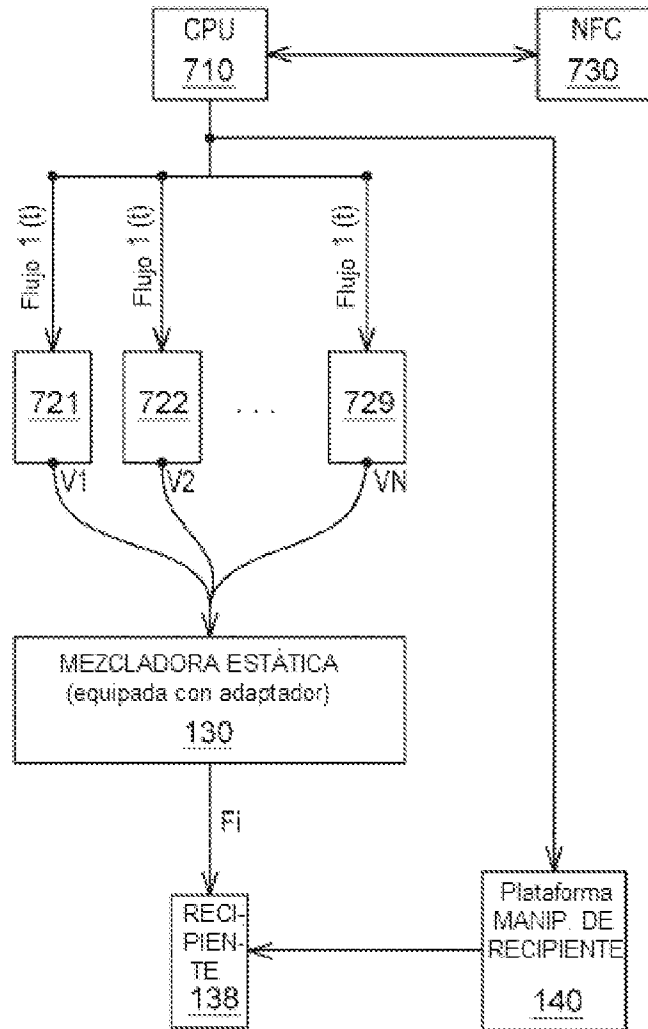 CPU
710
NFC
730
Flujo 1 (t)
Flujo 1 (t)
Flujo 1 (t)
721
722
. . .
729
V1
V2
VN
MEZCLADORA ESTÁTICA
(equipada con adaptador)
130
Fi
RECI-
PIEN-
TE
138
Plataforma
MANIP. DE
RECIPIENTE
140